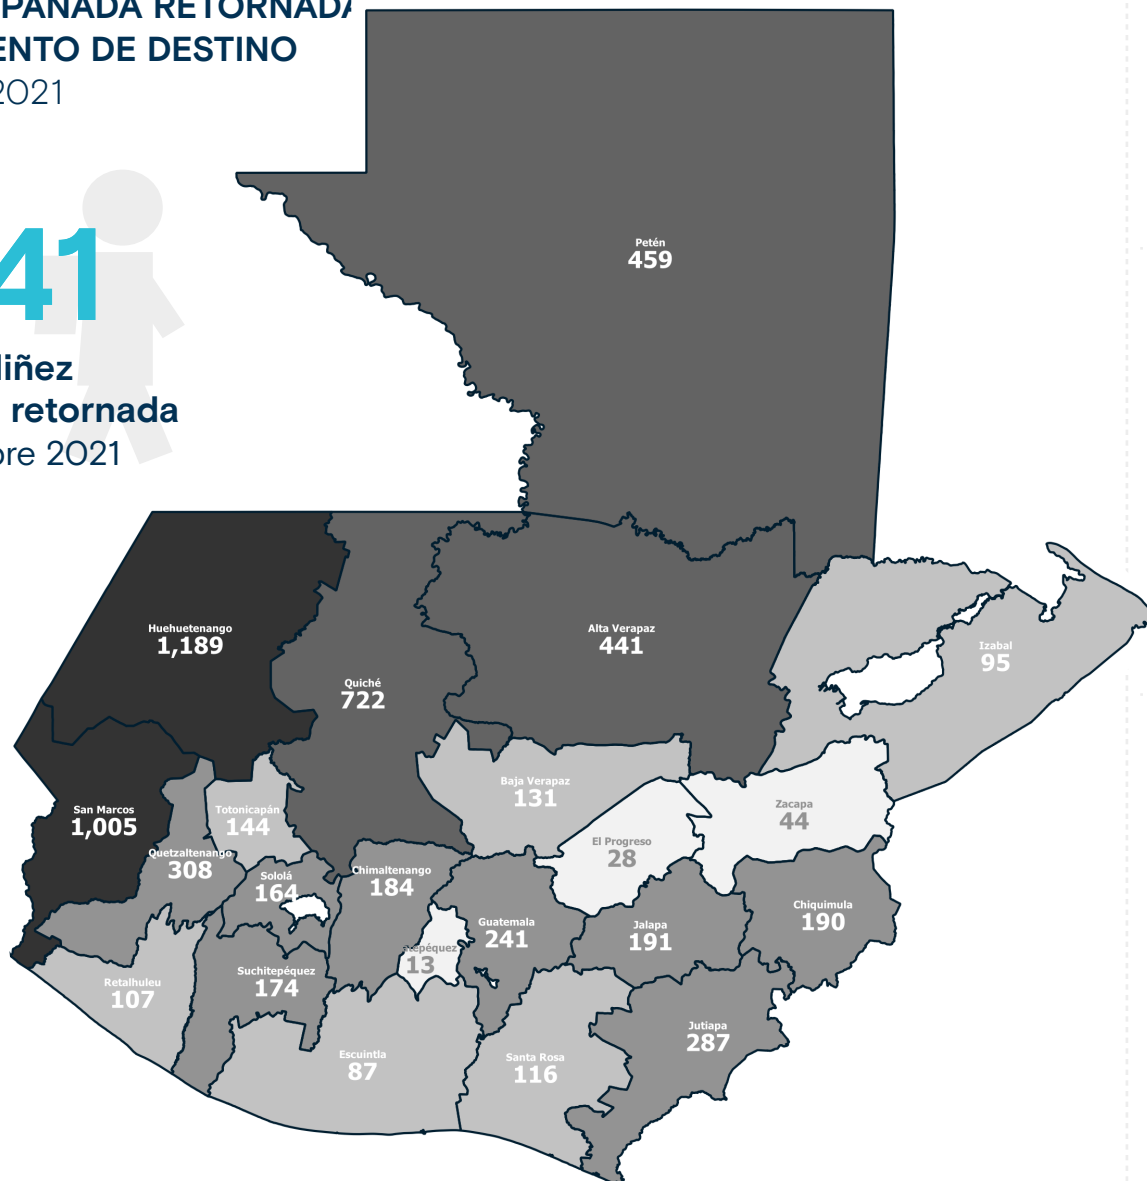 PAÑADA RETORNADA
ENTO DE DESTINO
2021
41
iñez
retornada
bre 2021
Petén
459
Huehuetenango
1,189
Alta Verapaz
441
Izabal
95
Quiché
722
Baja Verapaz
131
San Marcos
1,005
Totonicapán
144
Zacapa
44
El Progreso
28
Quetzaltenango
308
Sololá
164
Chimaltenango
184
Guatemala
241
Jalapa
191
Chiquimula
190
tepéquez
13
Retalhuleu
107
Suchitepéquez
174
Jutiapa
287
Escuintla
87
Santa Rosa
116